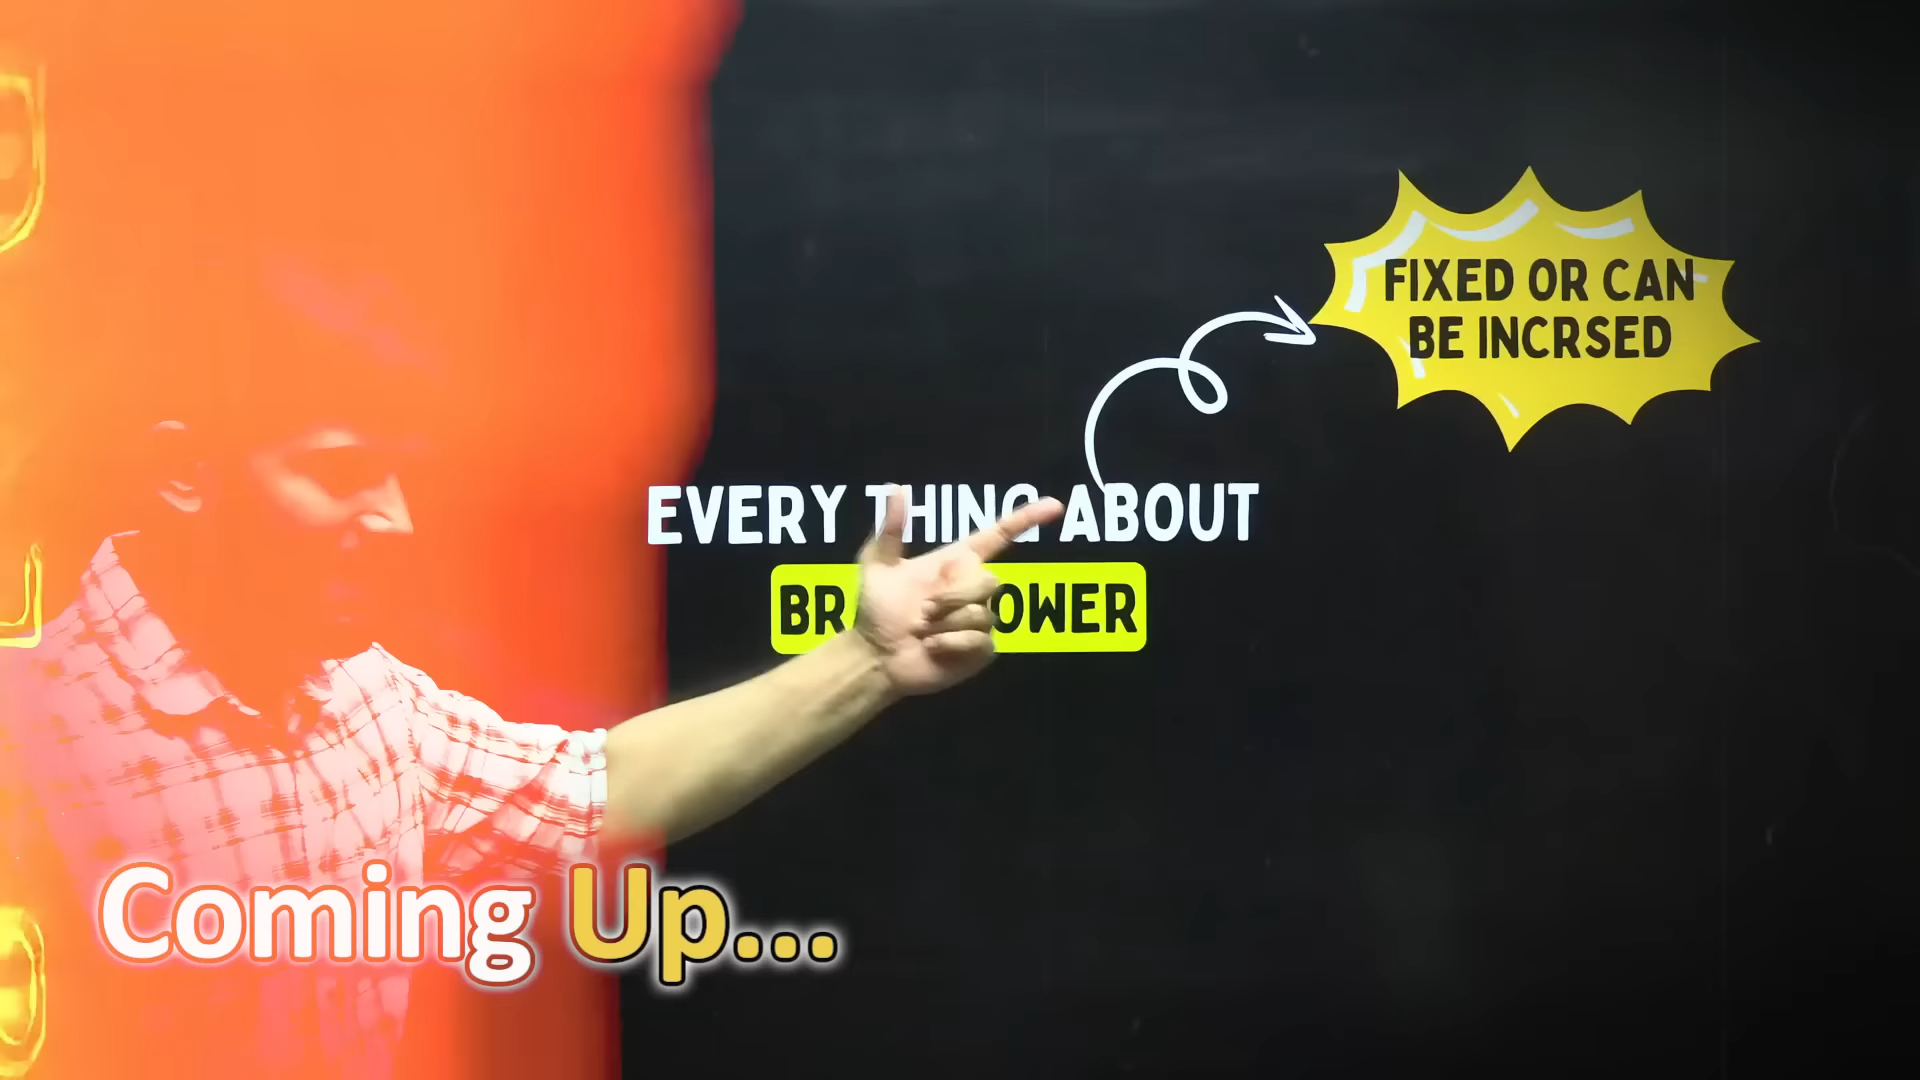 FIXED OR CAN
BE INCRSED
EVERY THING ABOUT
Coming Up...